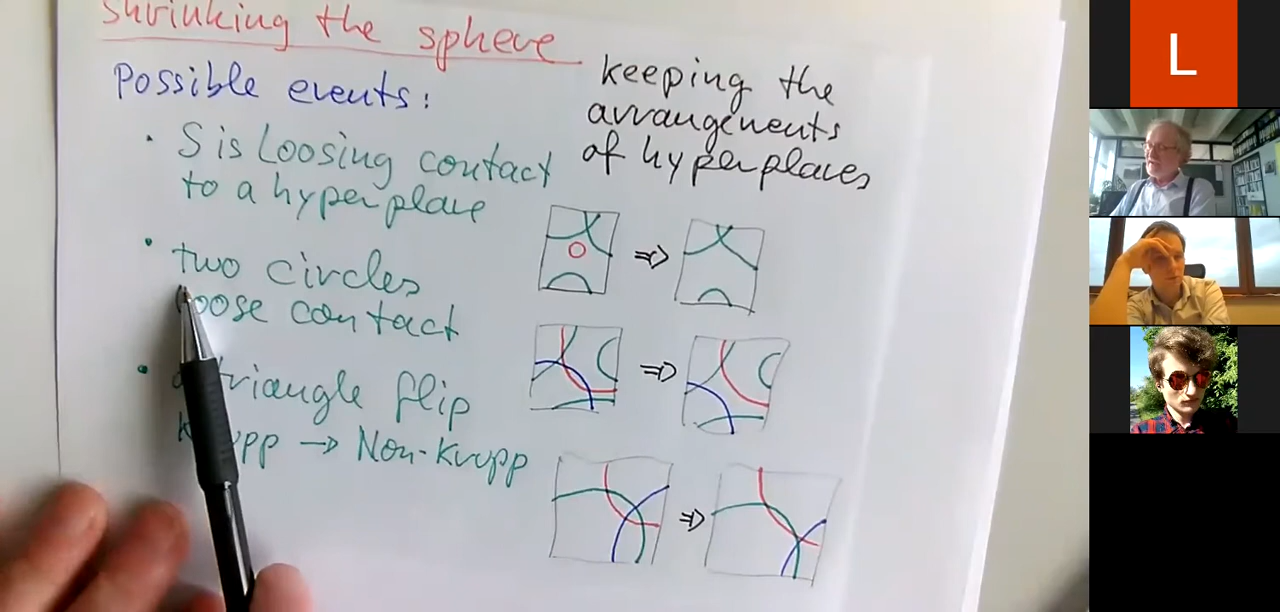 shrinking the sphere
possible events:
keeping the
arrangements
of hyperplaces
• S is Loosing contact
to a hyperplane
• two circles
loose contact
• triangle flip
→ Non-Krupp
L